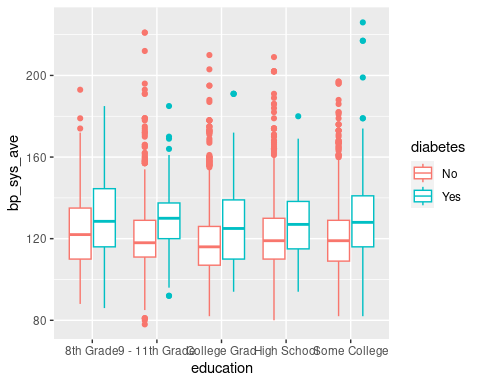 bp_sys_ave
200
160
120
80
8th Grade
9 - 11th Grade
College Grad
High School
Some College
education
diabetes
No
Yes